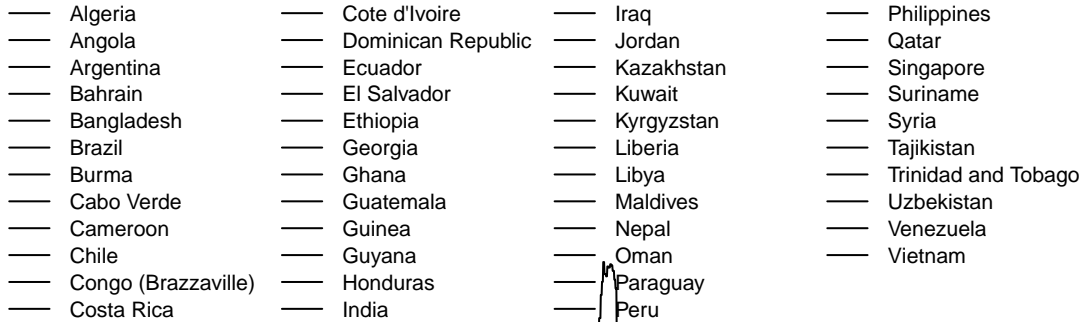 Algeria
Angola
Argentina
Bahrain
Bangladesh
Brazil
Burma
Cabo Verde
Cameroon
Chile
Congo (Brazzaville)
Costa Rica
Cote d'Ivoire
Dominican Republic
Ecuador
El Salvador
Ethiopia
Georgia
Ghana
Guatemala
Guinea
Guyana
Honduras
India
Iraq
Jordan
Kazakhstan
Kuwait
Kyrgyzstan
Liberia
Libya
Maldives
Nepal
Oman
Paraguay
Peru
Philippines
Qatar
Singapore
Suriname
Syria
Tajikistan
Trinidad and Tobago
Uzbekistan
Venezuela
Vietnam